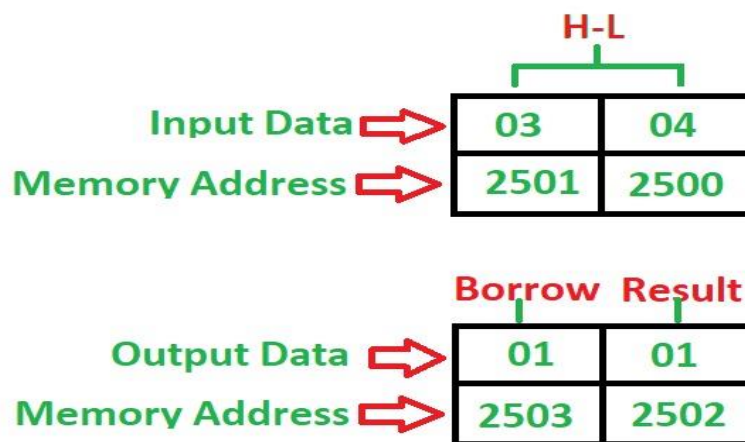 H-L
Input Data 03 04
Memory Address 2501 2500
Borrow Result
Output Data 01 01
Memory Address 2503 2502